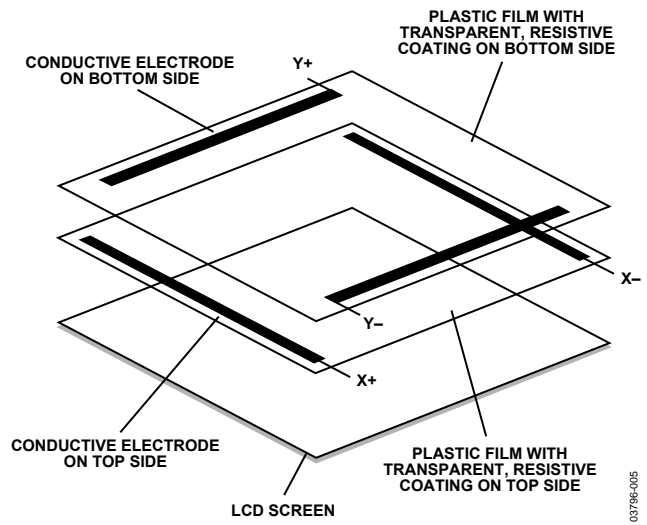 PLASTIC FILM WITH
TRANSPARENT, RESISTIVE
COATING ON BOTTOM SIDE
CONDUCTIVE ELECTRODE
ON BOTTOM SIDE
Y+
X–
Y–
X+
CONDUCTIVE ELECTRODE
ON TOP SIDE
PLASTIC FILM WITH
TRANSPARENT, RESISTIVE
COATING ON TOP SIDE
LCD SCREEN
03796-005